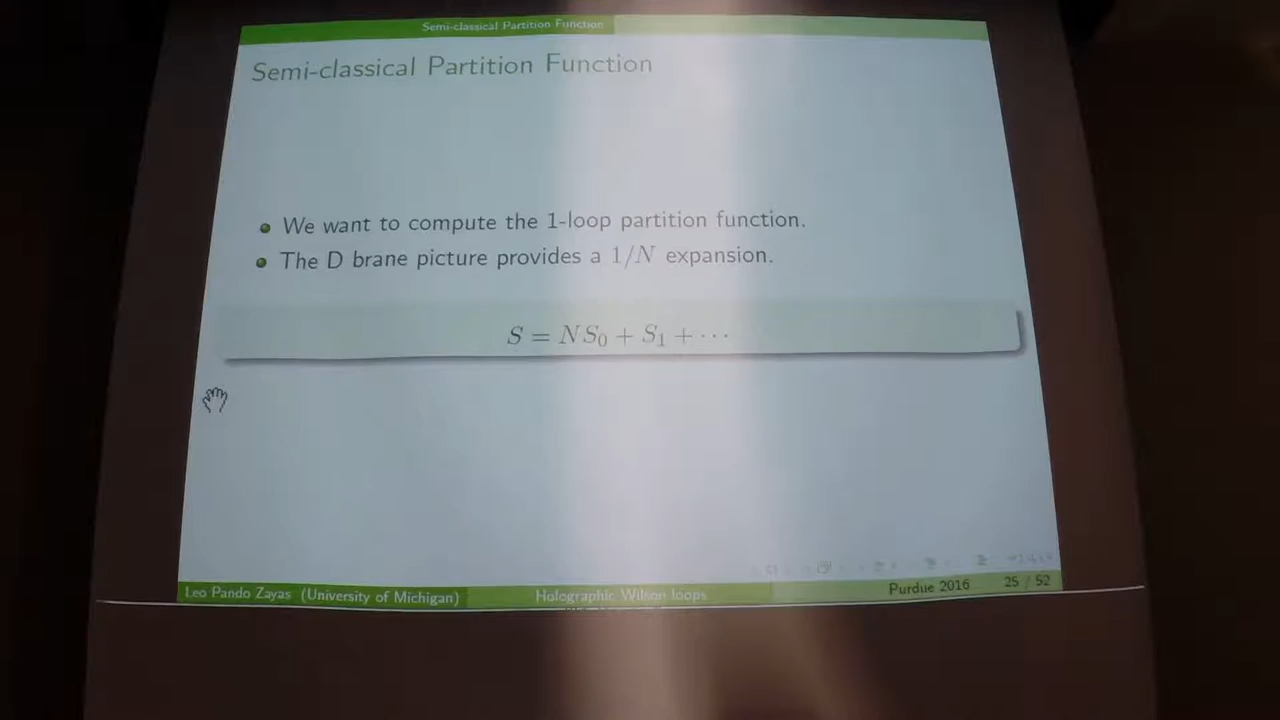 Semi-classical Partition Function
Semi-classical Partition Function
We want to compute the 1-loop partition function.
The D brane picture provides a 1/N expansion.
S = NS₀ + S₁ + ⋯
Leo Pando Zayas (University of Michigan) Holographic Wilson loops Purdue 2016 25 / 52